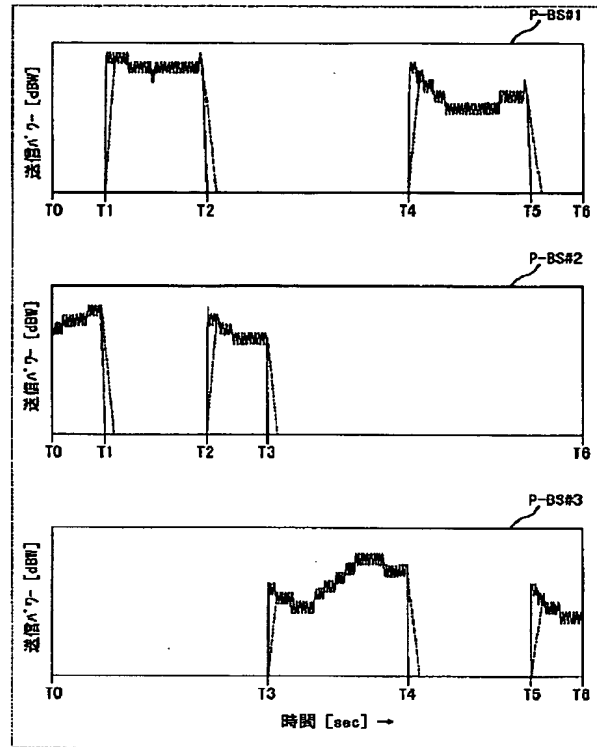 P-BS#1
送信パワー [dBW]
T0 T1 T2 T4 T5 T6
P-BS#2
送信パワー [dBW]
T0 T1 T2 T3 T6
P-BS#3
送信パワー [dBW]
T0 T3 T4 T5 T6
時間 [sec] →